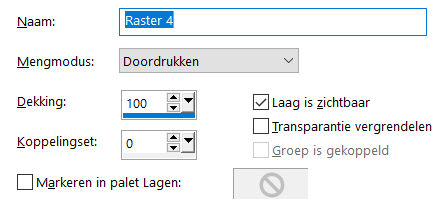 Naam: Raster 4
Mengmodus: Doordrukken
Dekking: 100
Laag is zichtbaar
Transparantie vergrendelen
Koppelingset: 0
Groep is gekoppeld
Markeren in palet Lagen: